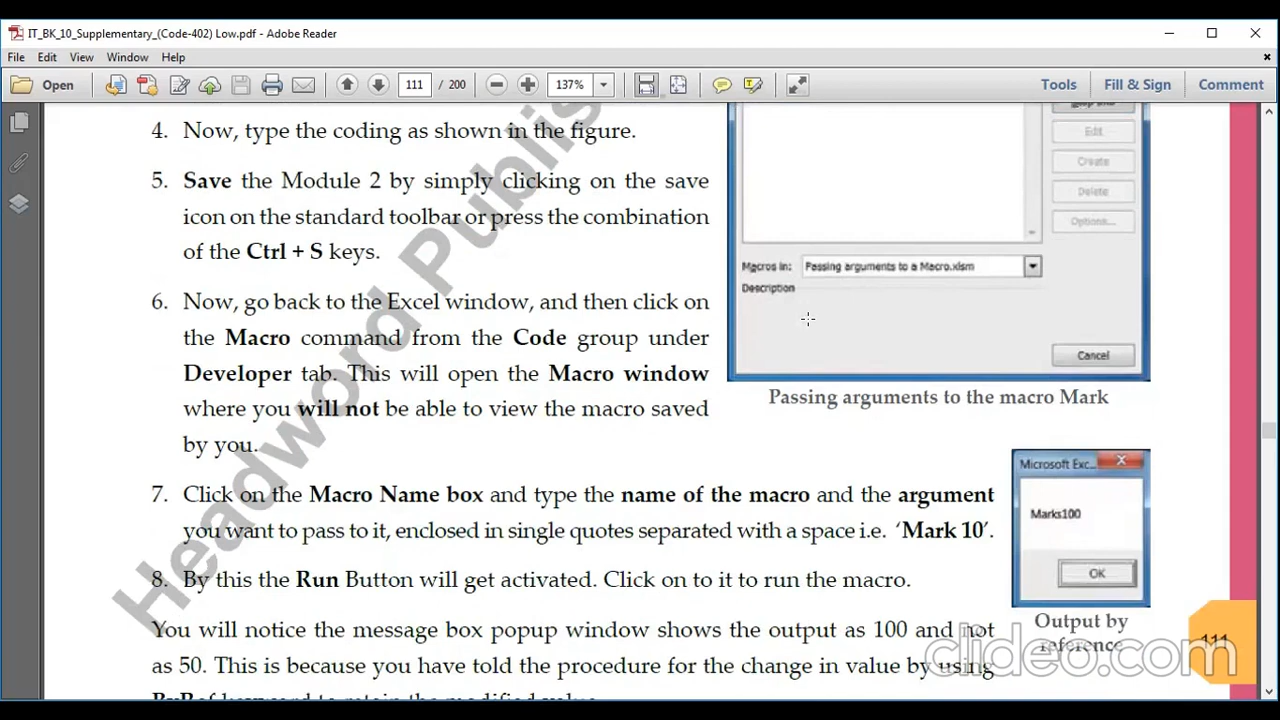 IT_BK_10_Supplementary_(Code-402) Low.pdf - Adobe Reader
File Edit View Window Help
Open 111 / 200 137% Tools Fill & Sign Comment
4. Now, type the coding as shown in the figure.
5. Save the Module 2 by simply clicking on the save
icon on the standard toolbar or press the combination
of the Ctrl + S keys.
6. Now, go back to the Excel window, and then click on
the Macro command from the Code group under
Developer tab. This will open the Macro window
where you will not be able to view the macro saved
by you.
Edit
Create
Delete
Options...
Macros in: Passing arguments to a Macro.xlsm
Description
Cancel
Passing arguments to the macro Mark
7. Click on the Macro Name box and type the name of the macro and the argument
you want to pass to it, enclosed in single quotes separated with a space i.e. ‘Mark 10’.
8. By this the Run Button will get activated. Click on to it to run the macro.
Microsoft Exc...
Marks100
OK
Output by
reference
You will notice the message box popup window shows the output as 100 and not
as 50. This is because you have told the procedure for the change in value by using
ByRef keyword to retain the modified value.
111
Headword Publis
clideo.com